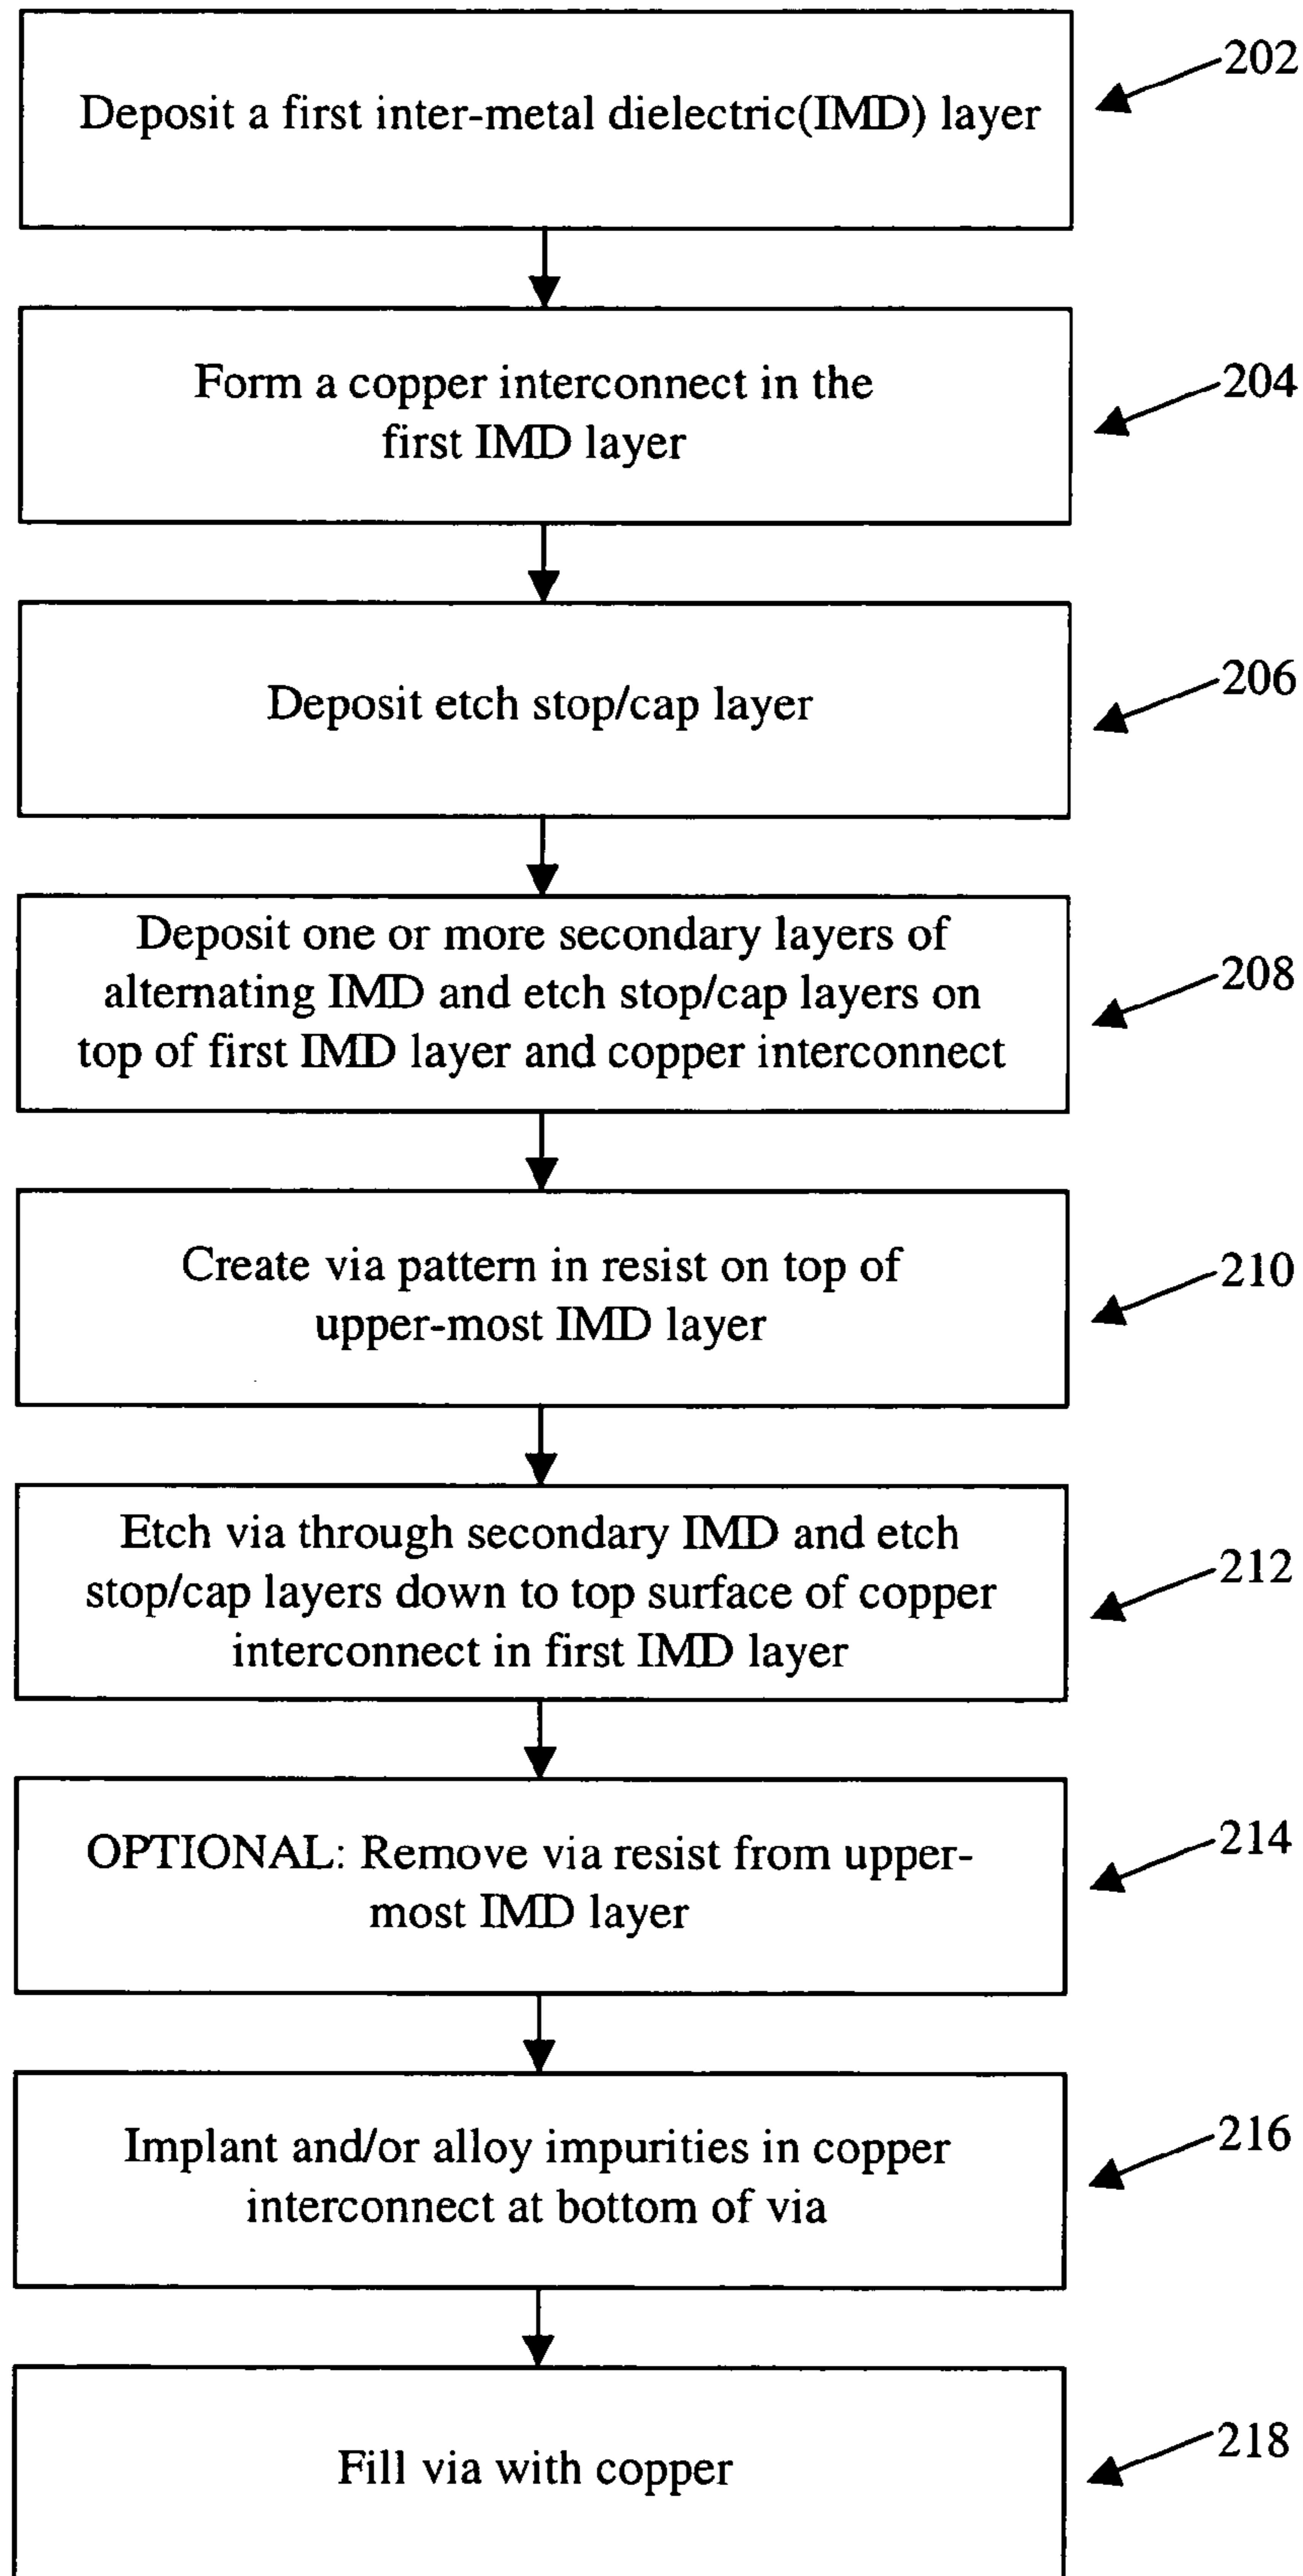 Deposit a first inter-metal dielectric(IMD) layer
202
Form a copper interconnect in the
first IMD layer
204
Deposit etch stop/cap layer
206
Deposit one or more secondary layers of
alternating IMD and etch stop/cap layers on
top of first IMD layer and copper interconnect
208
Create via pattern in resist on top of
upper-most IMD layer
210
Etch via through secondary IMD and etch
stop/cap layers down to top surface of copper
interconnect in first IMD layer
212
OPTIONAL: Remove via resist from upper-
most IMD layer
214
Implant and/or alloy impurities in copper
interconnect at bottom of via
216
Fill via with copper
218